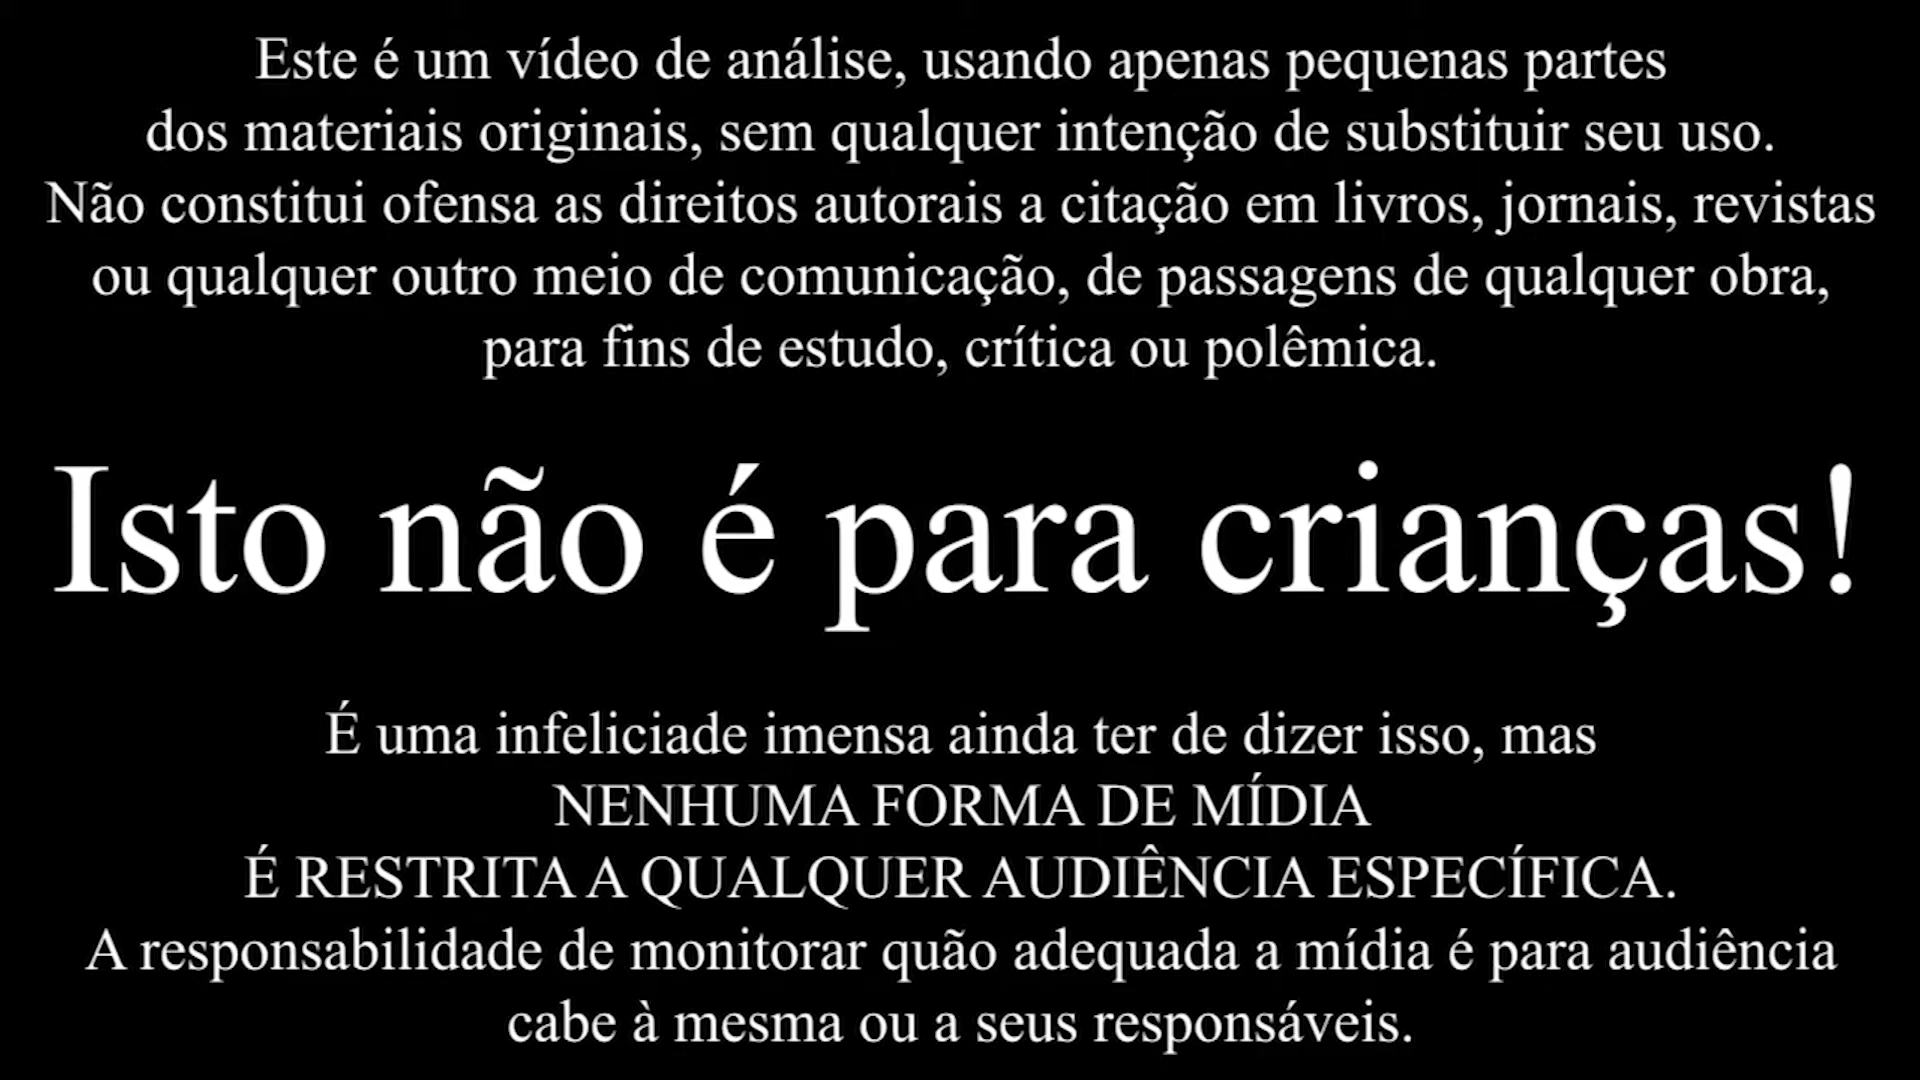 Este é um vídeo de análise, usando apenas pequenas partes
dos materiais originais, sem qualquer intenção de substituir seu uso.
Não constitui ofensa as direitos autorais a citação em livros, jornais, revistas
ou qualquer outro meio de comunicação, de passagens de qualquer obra,
para fins de estudo, crítica ou polêmica.
Isto não é para crianças!
É uma infeliciade imensa ainda ter de dizer isso, mas
NENHUMA FORMA DE MÍDIA
É RESTRITA A QUALQUER AUDIÊNCIA ESPECÍFICA.
A responsabilidade de monitorar quão adequada a mídia é para audiência
cabe à mesma ou a seus responsáveis.